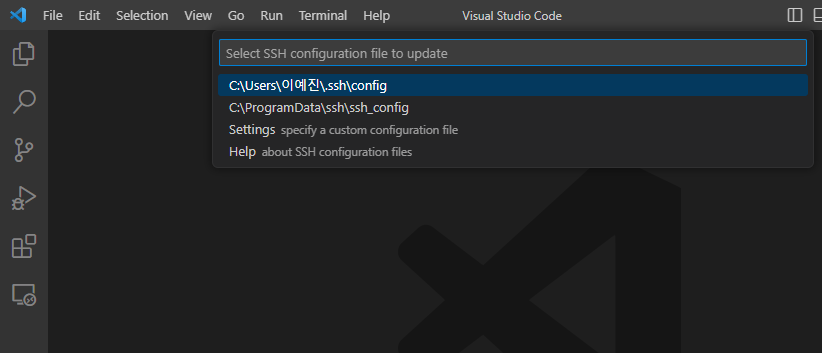 File Edit Selection View Go Run Terminal Help Visual Studio Code
Select SSH configuration file to update
C:\Users\이예진\.ssh\config
C:\ProgramData\ssh\ssh_config
Settings specify a custom configuration file
Help about SSH configuration files